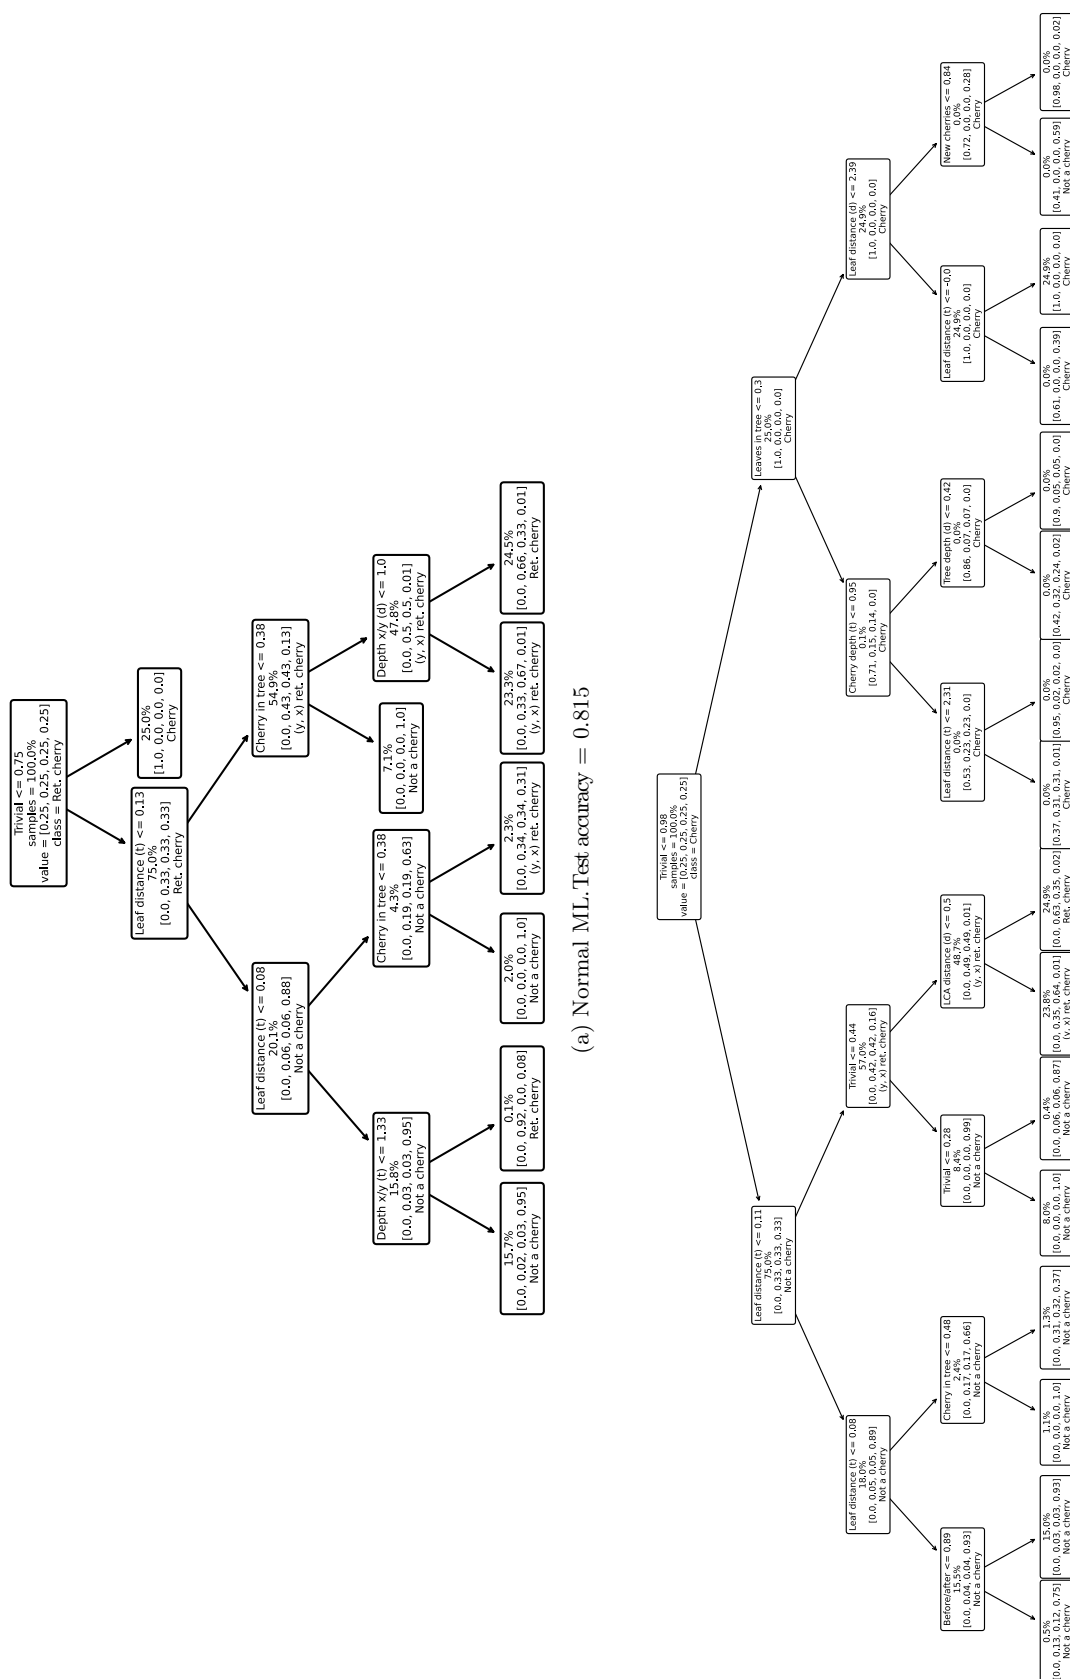 Trivial <= 0.75
samples = 100.0%
value = [0.25, 0.25, 0.25, 0.25]
class = Ret. cherry
Leaf distance (t) <= 0.13
75.0%
[0.0, 0.33, 0.33, 0.33]
Ret. cherry
25.0%
[1.0, 0.0, 0.0, 0.0]
Cherry
Leaf distance (t) <= 0.08
20.1%
[0.0, 0.06, 0.06, 0.88]
Not a cherry
Cherry in tree <= 0.38
54.9%
[0.0, 0.43, 0.43, 0.13]
(y, x) ret. cherry
Depth x/y (t) <= 1.33
15.8%
[0.0, 0.03, 0.03, 0.95]
Not a cherry
Cherry in tree <= 0.38
4.3%
[0.0, 0.19, 0.19, 0.63]
Not a cherry
7.1%
[0.0, 0.0, 0.0, 1.0]
Not a cherry
Depth x/y (d) <= 1.0
47.8%
[0.0, 0.5, 0.5, 0.01]
(y, x) ret. cherry
15.7%
[0.0, 0.02, 0.03, 0.95]
Not a cherry
0.1%
[0.0, 0.92, 0.0, 0.08]
Ret. cherry
2.0%
[0.0, 0.0, 0.0, 1.0]
Not a cherry
2.3%
[0.0, 0.34, 0.34, 0.31]
(y, x) ret. cherry
23.3%
[0.0, 0.33, 0.67, 0.01]
(y, x) ret. cherry
24.5%
[0.0, 0.66, 0.33, 0.01]
Ret. cherry
(a) Normal ML. Test accuracy = 0.815
Trivial <= 0.98
samples = 100.0%
value = [0.25, 0.25, 0.25, 0.25]
class = Cherry
Leaf distance (t) <= 0.11
75.0%
[0.0, 0.33, 0.33, 0.33]
Not a cherry
Leaves in tree <= 0.3
25.0%
[1.0, 0.0, 0.0, 0.0]
Cherry
Leaf distance (t) <= 0.08
18.0%
[0.0, 0.05, 0.05, 0.89]
Not a cherry
Trivial <= 0.44
57.0%
[0.0, 0.42, 0.42, 0.16]
(y, x) ret. cherry
Cherry depth (t) <= 0.95
0.1%
[0.71, 0.15, 0.14, 0.0]
Cherry
Leaf distance (d) <= 2.39
24.9%
[1.0, 0.0, 0.0, 0.0]
Cherry
Before/after <= 0.89
15.5%
[0.0, 0.04, 0.04, 0.93]
Not a cherry
Cherry in tree <= 0.48
2.4%
[0.0, 0.17, 0.17, 0.66]
Not a cherry
Trivial <= 0.28
8.4%
[0.0, 0.0, 0.0, 0.99]
Not a cherry
LCA distance (d) <= 0.5
48.7%
[0.0, 0.49, 0.49, 0.01]
(y, x) ret. cherry
Leaf distance (t) <= 2.31
0.0%
[0.53, 0.23, 0.23, 0.0]
Cherry
Tree depth (d) <= 0.42
0.0%
[0.86, 0.07, 0.07, 0.0]
Cherry
Leaf distance (t) <= -0.0
24.9%
[1.0, 0.0, 0.0, 0.0]
Cherry
New cherries <= 0.84
0.0%
[0.72, 0.0, 0.0, 0.28]
Cherry
0.5%
[0.0, 0.13, 0.12, 0.75]
Not a cherry
15.0%
[0.0, 0.03, 0.03, 0.93]
Not a cherry
1.1%
[0.0, 0.0, 0.0, 1.0]
Not a cherry
1.3%
[0.0, 0.31, 0.32, 0.37]
Not a cherry
8.0%
[0.0, 0.0, 0.0, 1.0]
Not a cherry
0.4%
[0.0, 0.06, 0.06, 0.87]
Not a cherry
23.8%
[0.0, 0.35, 0.64, 0.01]
(y, x) ret. cherry
24.9%
[0.0, 0.63, 0.35, 0.02]
Ret. cherry
0.0%
[0.37, 0.31, 0.31, 0.01]
Cherry
0.0%
[0.95, 0.02, 0.02, 0.0]
Cherry
0.0%
[0.42, 0.32, 0.24, 0.02]
Cherry
0.0%
[0.9, 0.05, 0.05, 0.0]
Cherry
0.0%
[0.61, 0.0, 0.0, 0.39]
Cherry
24.9%
[1.0, 0.0, 0.0, 0.0]
Cherry
0.0%
[0.41, 0.0, 0.0, 0.59]
Not a cherry
0.0%
[0.98, 0.0, 0.0, 0.02]
Cherry